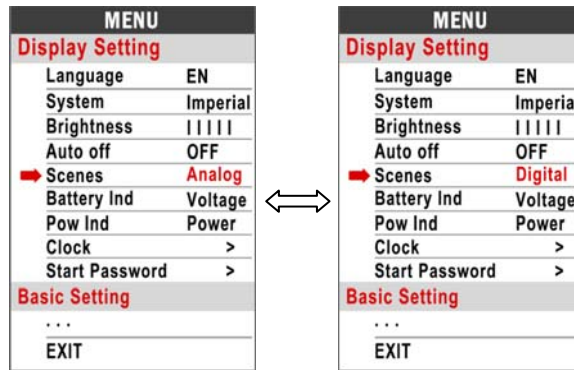 MENU
Display Setting
Language EN
System Imperial
Brightness | | | | |
Auto off OFF
Scenes Analog
Battery Ind Voltage
Pow Ind Power
Clock >
Start Password >
Basic Setting
. . .
EXIT
MENU
Display Setting
Language EN
System Imperia
Brightness | | | | |
Auto off OFF
Scenes Digital
Battery Ind Voltage
Pow Ind Power
Clock >
Start Password >
Basic Setting
. . .
EXIT